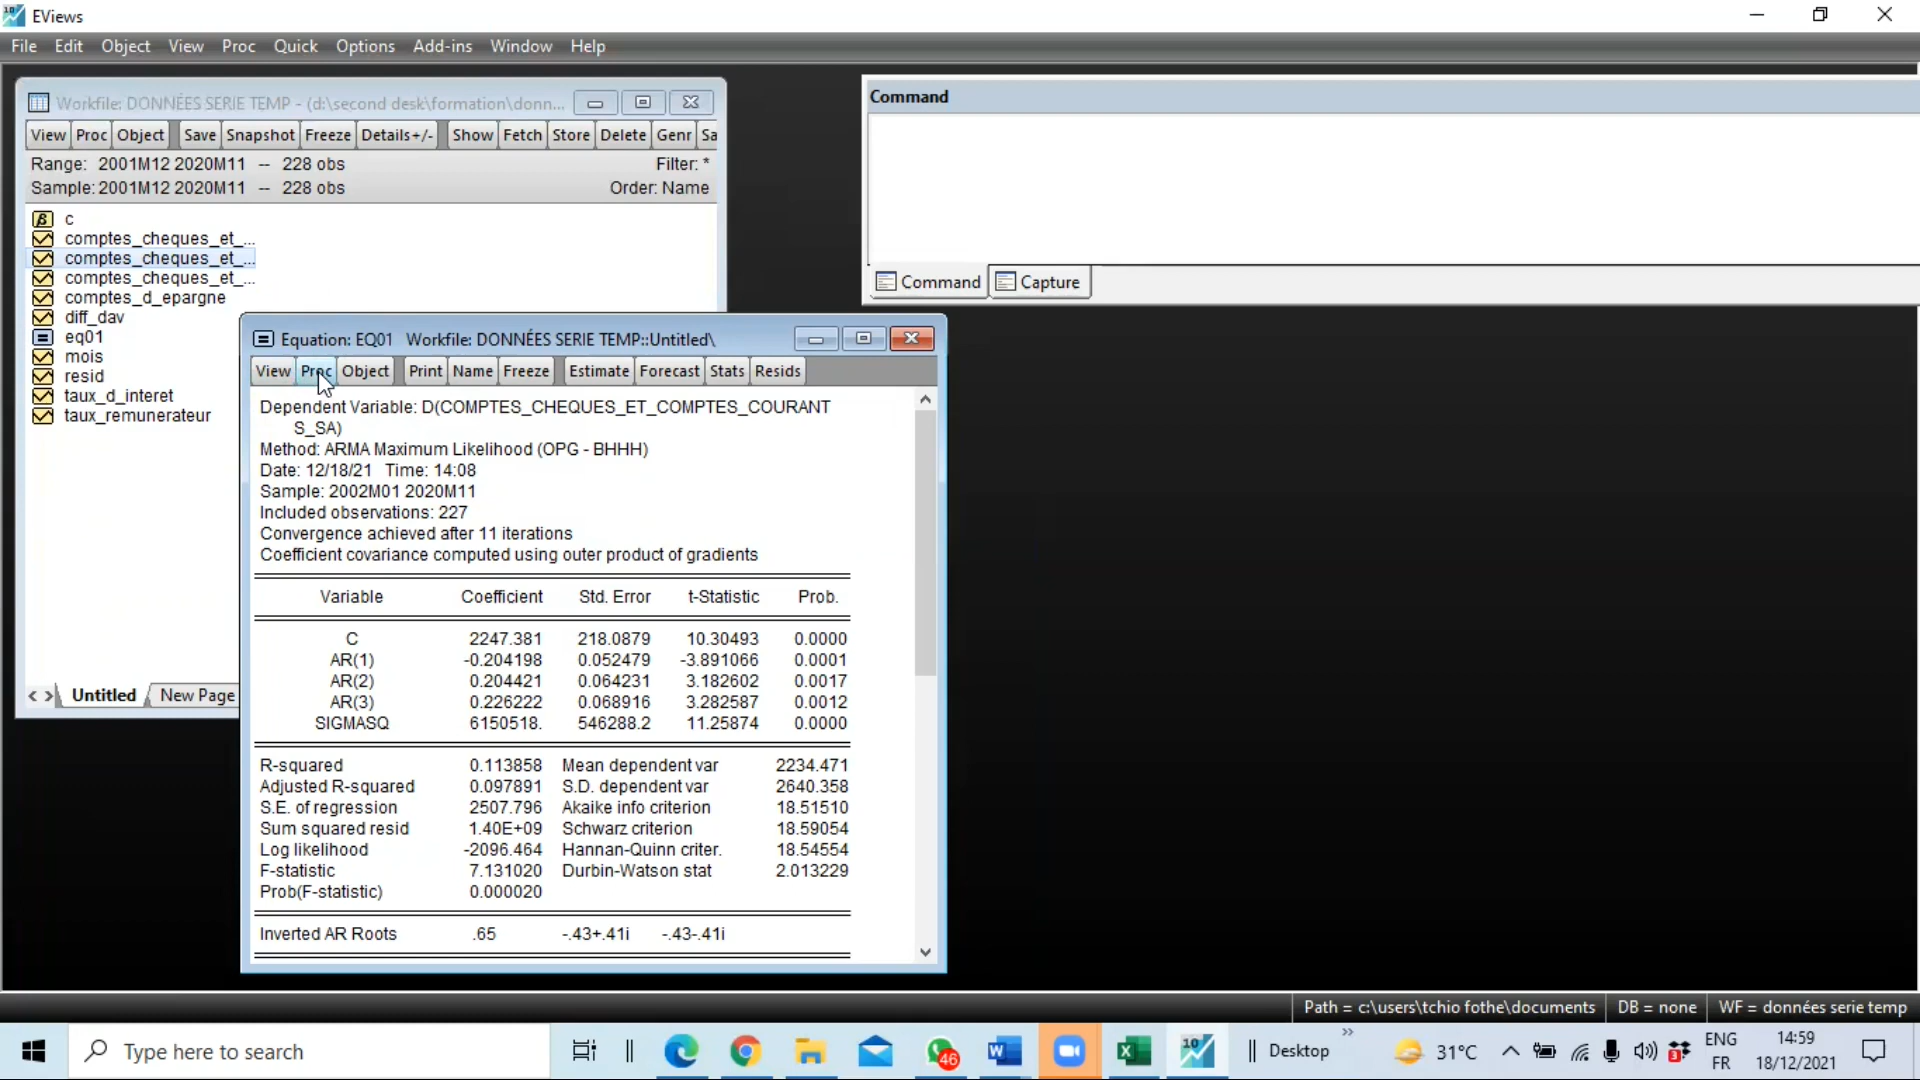 EViews
File Edit Object View Proc Quick Options Add-ins Window Help
Workfile: DONNÉES SERIE TEMP - (d:\second desk\formation\donn...
View Proc Object Save Snapshot Freeze Details+/- Show Fetch Store Delete Genr Sa
Range: 2001M12 2020M11 -- 228 obs Filter: *
Sample: 2001M12 2020M11 -- 228 obs Order: Name
c
comptes_cheques_et_...
comptes_cheques_et_...
comptes_cheques_et_...
comptes_d_epargne
diff_dav
eq01
mois
resid
taux_d_interet
taux_remunerateur
< > Untitled New Page
Command
Command Capture
Equation: EQ01 Workfile: DONNÉES SERIE TEMP::Untitled\
View Proc Object Print Name Freeze Estimate Forecast Stats Resids
Dependent Variable: D(COMPTES_CHEQUES_ET_COMPTES_COURANT
S_SA)
Method: ARMA Maximum Likelihood (OPG - BHHH)
Date: 12/18/21 Time: 14:08
Sample: 2002M01 2020M11
Included observations: 227
Convergence achieved after 11 iterations
Coefficient covariance computed using outer product of gradients
Variable Coefficient Std. Error t-Statistic Prob.
C 2247.381 218.0879 10.30493 0.0000
AR(1) -0.204198 0.052479 -3.891066 0.0001
AR(2) 0.204421 0.064231 3.182602 0.0017
AR(3) 0.226222 0.068916 3.282587 0.0012
SIGMASQ 6150518. 546288.2 11.25874 0.0000
R-squared 0.113858 Mean dependent var 2234.471
Adjusted R-squared 0.097891 S.D. dependent var 2640.358
S.E. of regression 2507.796 Akaike info criterion 18.51510
Sum squared resid 1.40E+09 Schwarz criterion 18.59054
Log likelihood -2096.464 Hannan-Quinn criter. 18.54554
F-statistic 7.131020 Durbin-Watson stat 2.013229
Prob(F-statistic) 0.000020
Inverted AR Roots .65 -.43+.41i -.43-.41i
Path = c:\users\tchio fothe\documents DB = none WF = données serie temp
Type here to search
46
Desktop
31°C
ENG
FR
14:59
18/12/2021